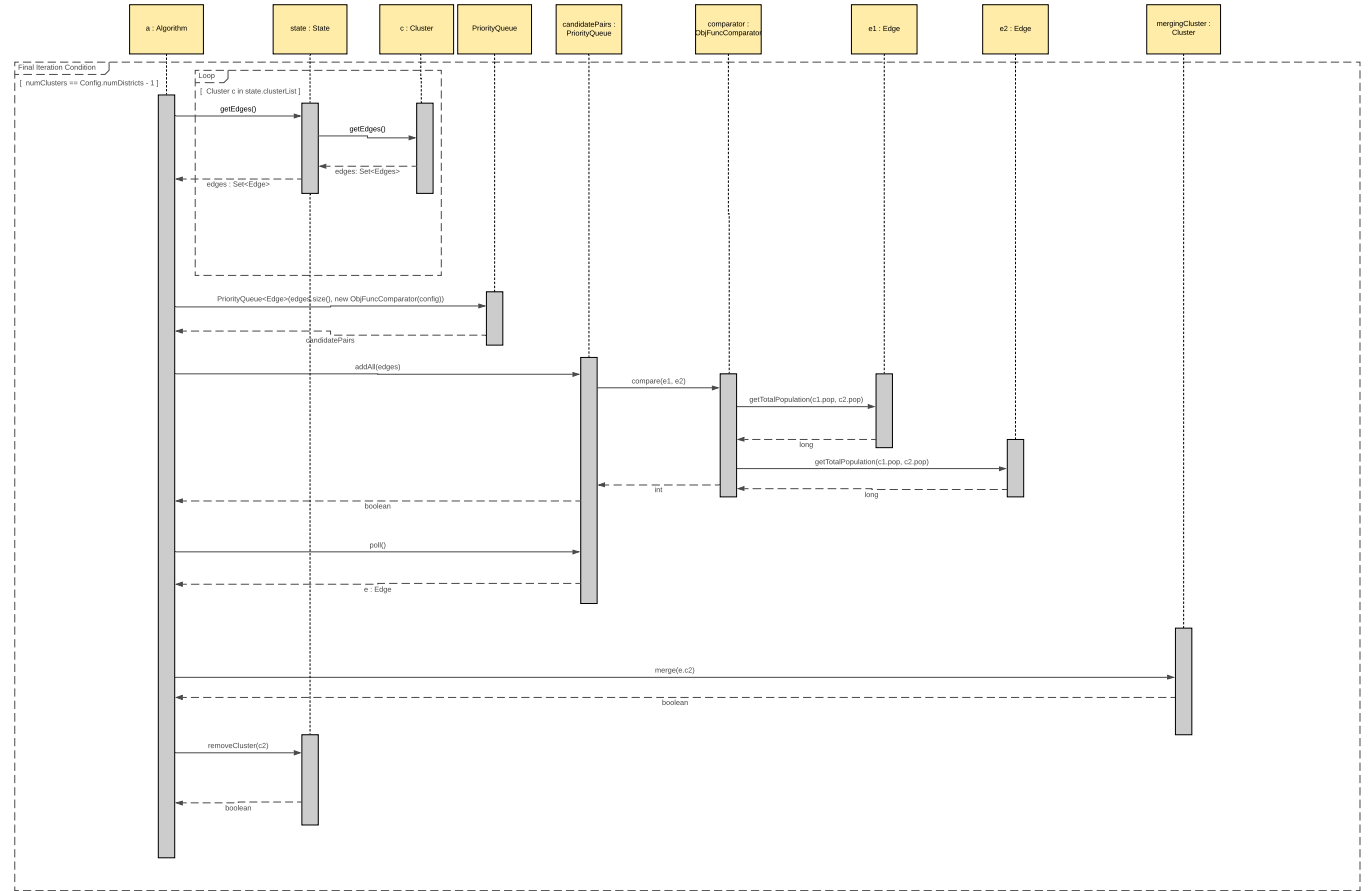 a : Algorithm
state : State
c : Cluster
PriorityQueue
candidatePairs :
PriorityQueue
comparator :
ObjFuncComparator
e1 : Edge
e2 : Edge
mergingCluster :
Cluster
Final Iteration Condition
[ numClusters == Config.numDistricts - 1 ]
Loop
[ Cluster c in state.clusterList ]
getEdges()
getEdges()
edges: Set<Edges>
edges : Set<Edge>
PriorityQueue<Edge>(edges.size(), new ObjFuncComparator(config))
candidatePairs
addAll(edges)
compare(e1, e2)
getTotalPopulation(c1.pop, c2.pop)
long
getTotalPopulation(c1.pop, c2.pop)
int
long
boolean
poll()
e : Edge
merge(e.c2)
boolean
removeCluster(c2)
boolean